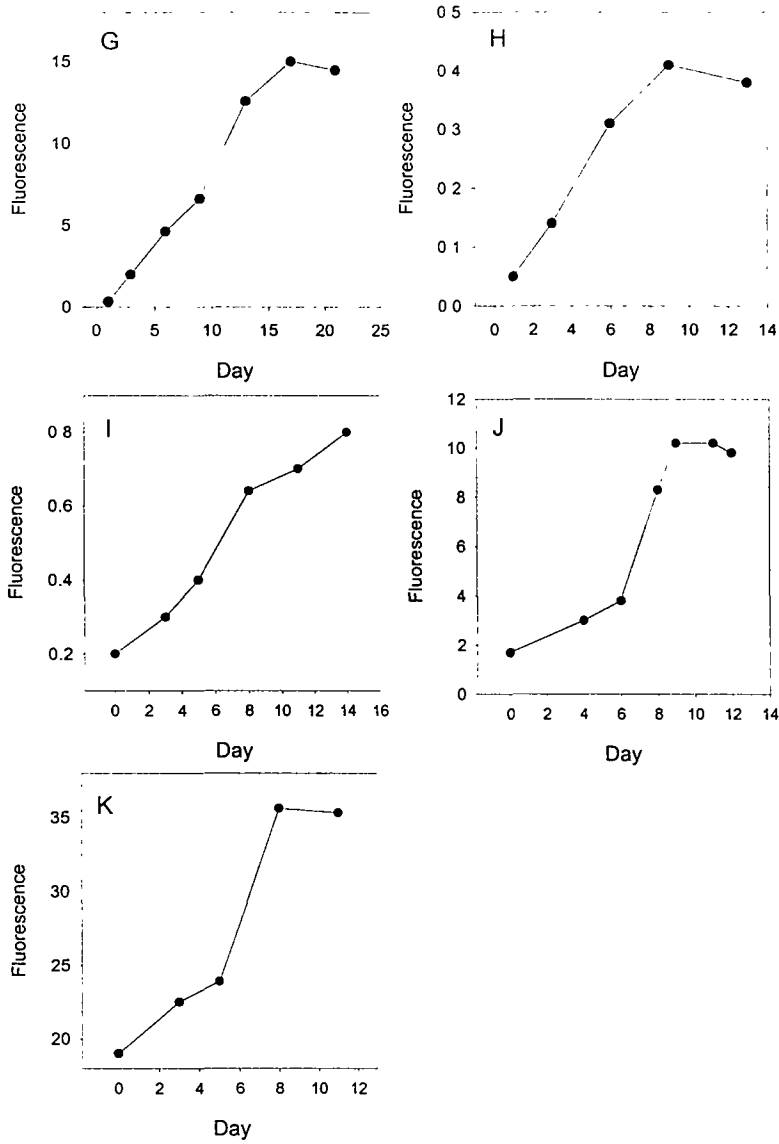 G
15
10
5
0
Fluorescence
0 5 10 15 20 25
Day
H
0 5
0 4
0 3
0 2
0 1
0 0
Fluorescence
0 2 4 6 8 10 12 14
Day
I
0 8
0.6
0.4
0.2
Fluorescence
0 2 4 6 8 10 12 14 16
Day
J
12
10
8
6
4
2
0
Fluorescence
0 2 4 6 8 10 12 14
Day
K
35
30
25
20
Fluorescence
0 2 4 6 8 10 12
Day